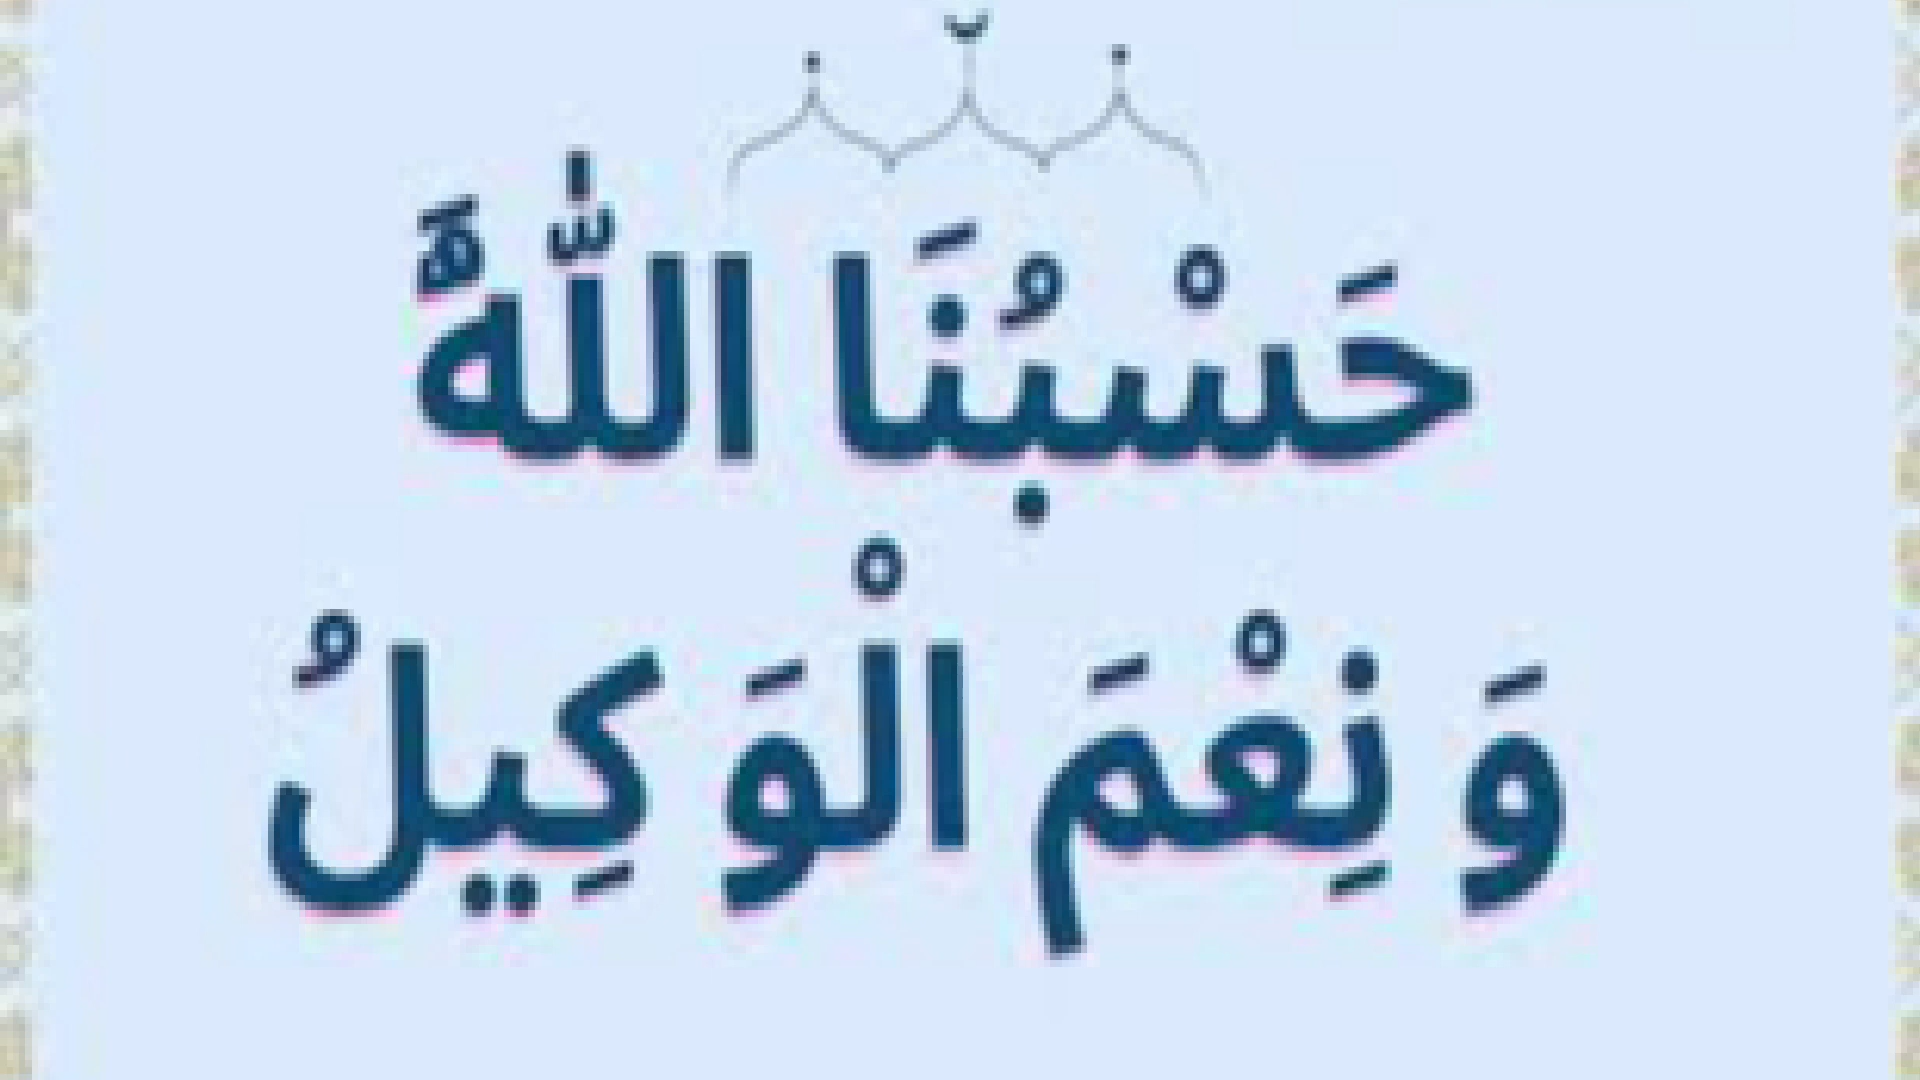 حَسْبُنَا اللّٰهَُ
وَ نِعْمَ الْوَكِيلُ